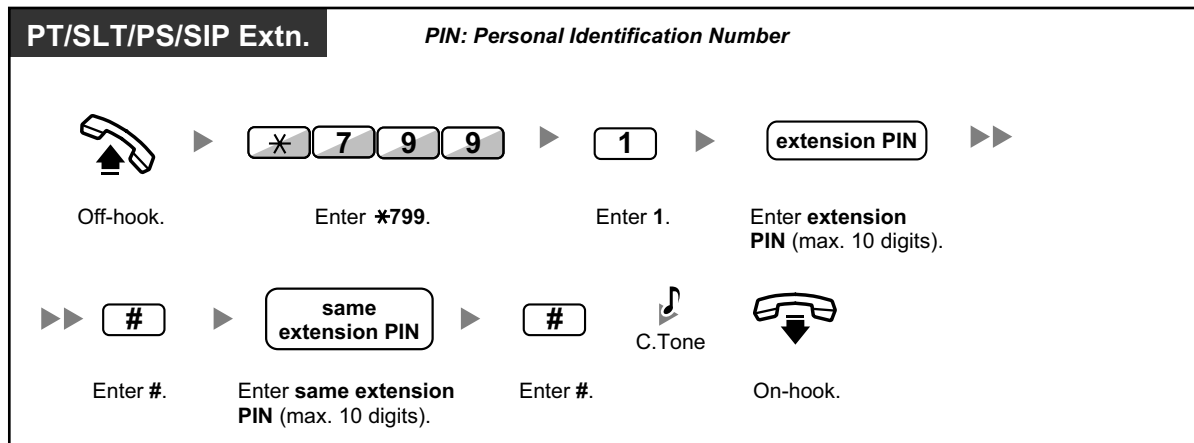 PT/SLT/PS/SIP Extn.
PIN: Personal Identification Number
* 7 9 9
1
extension PIN
Off-hook.
Enter *799.
Enter 1.
Enter extension
PIN (max. 10 digits).
#
same
extension PIN
#
C.Tone
Enter #.
Enter same extension
PIN (max. 10 digits).
Enter #.
On-hook.